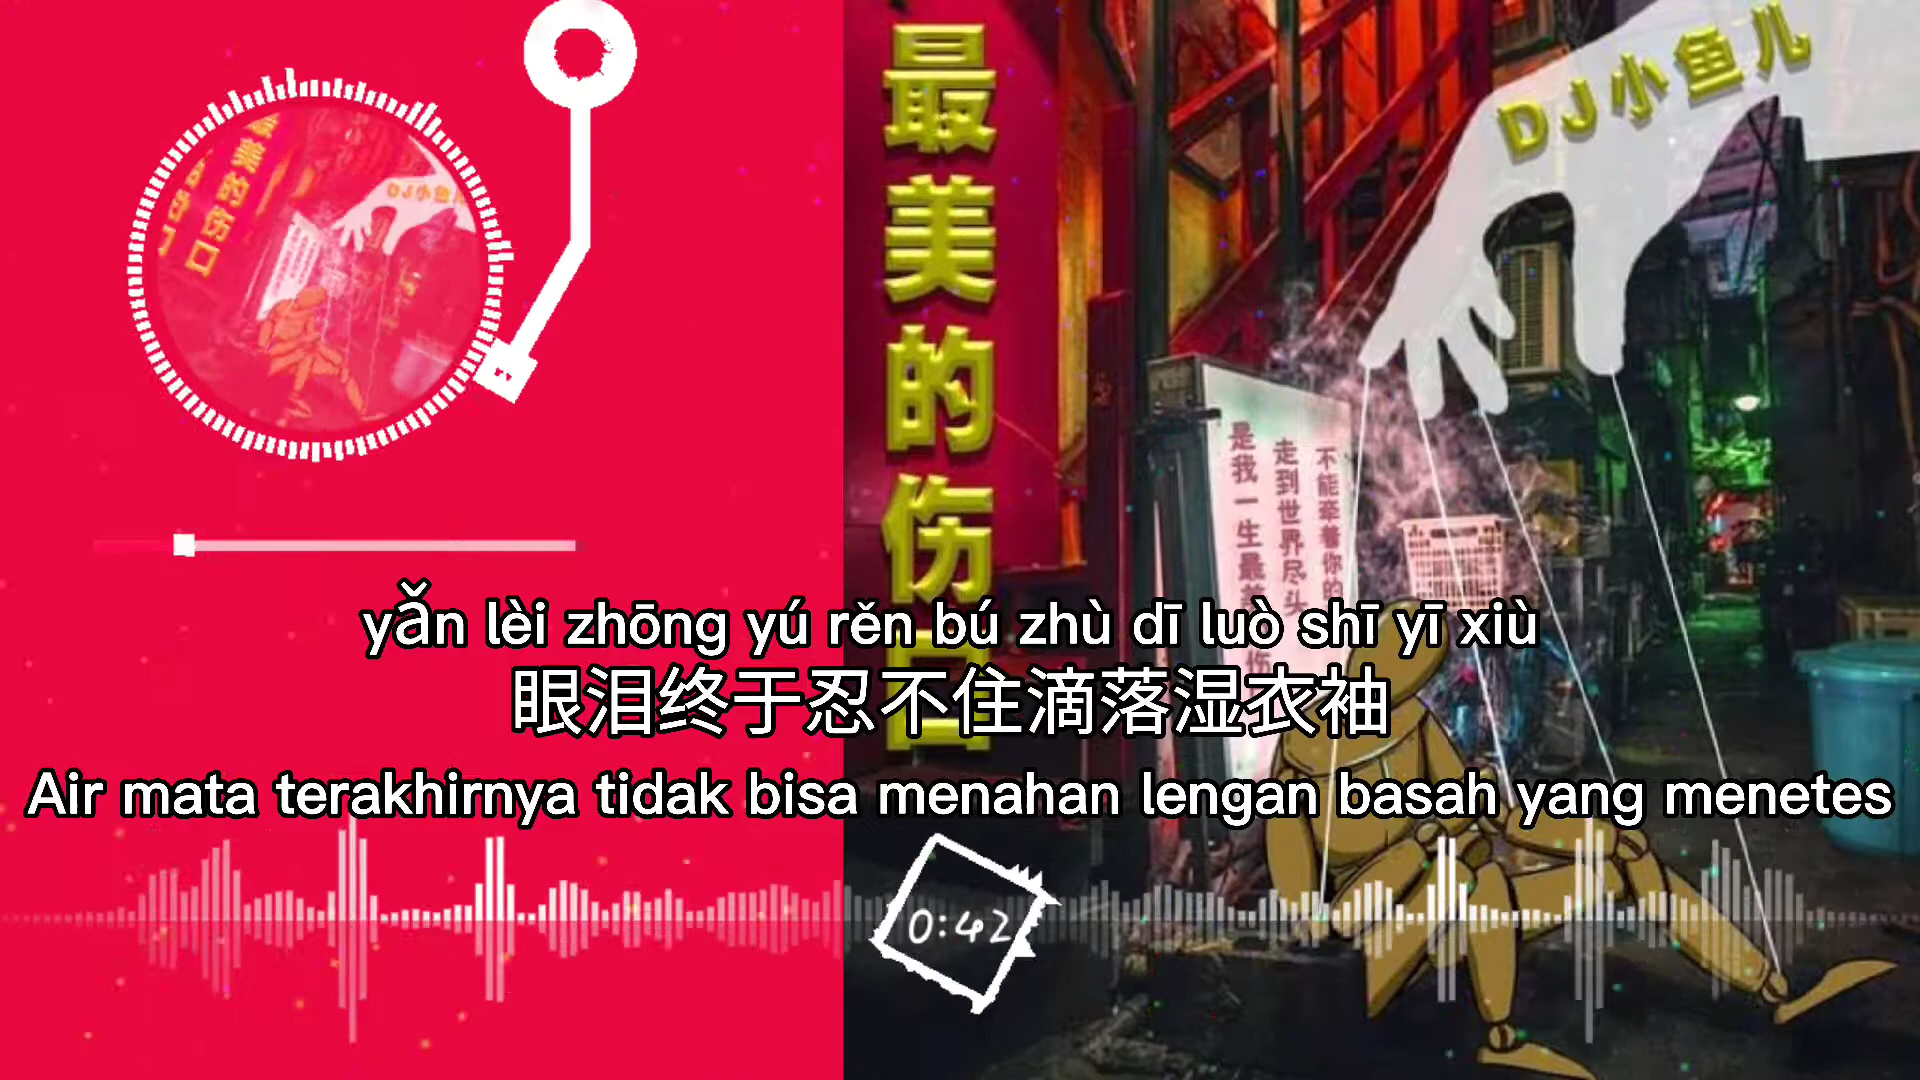 最美的伤口
DJ小鱼儿
不能牵着你的
走到世界尽头
是我一生最美
yǎn lèi zhōng yú rěn bú zhù dī luò shī yī xiù
眼泪终于忍不住滴落湿衣袖
Air mata terakhirnya tidak bisa menahan lengan basah yang menetes
0:42